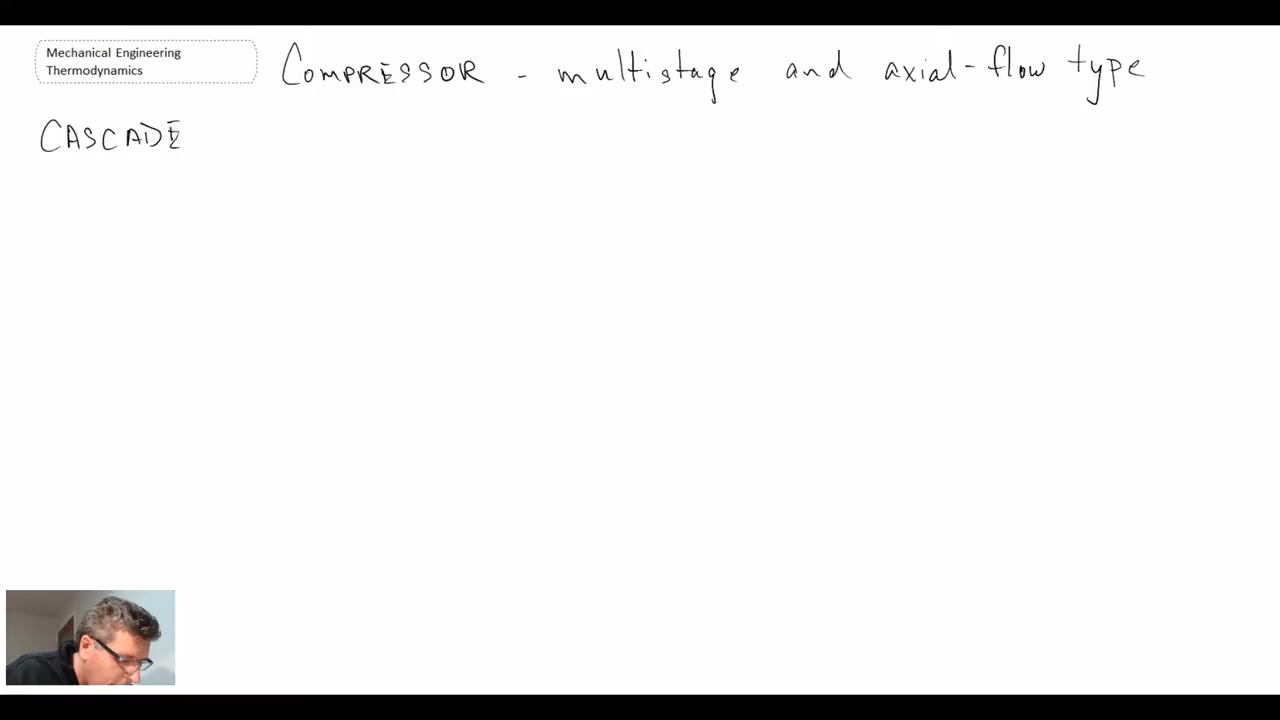 Mechanical Engineering
Thermodynamics
COMPRESSOR - multistage and axial-flow type
CASCADE